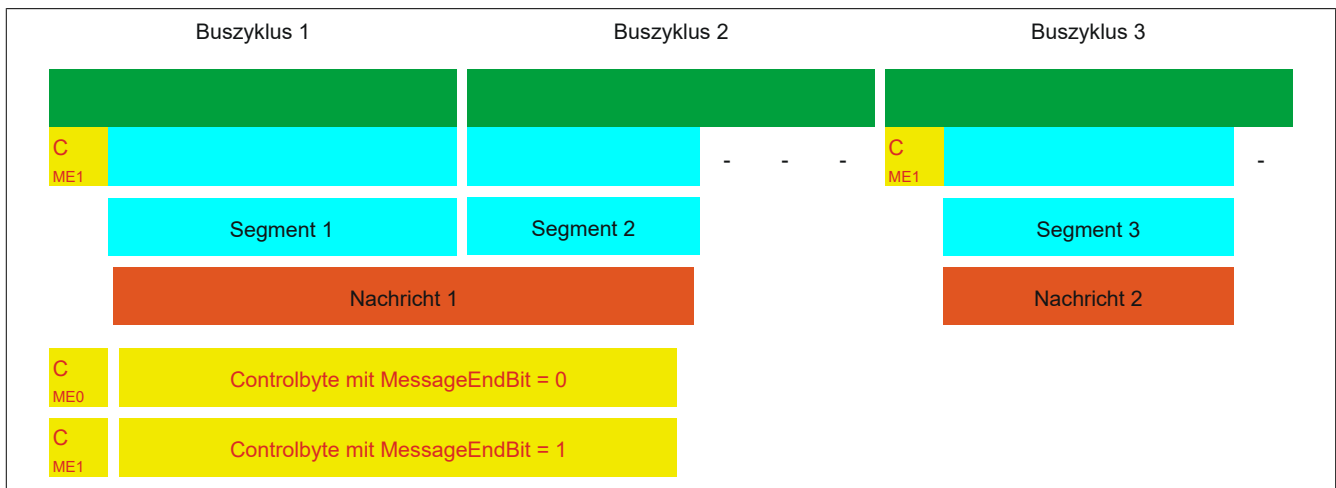 Buszyklus 1 Buszyklus 2 Buszyklus 3
C C
ME1 - - - ME1 -
Segment 1 Segment 2 Segment 3
Nachricht 1 Nachricht 2
C
ME0 Controlbyte mit MessageEndBit = 0
C
ME1 Controlbyte mit MessageEndBit = 1